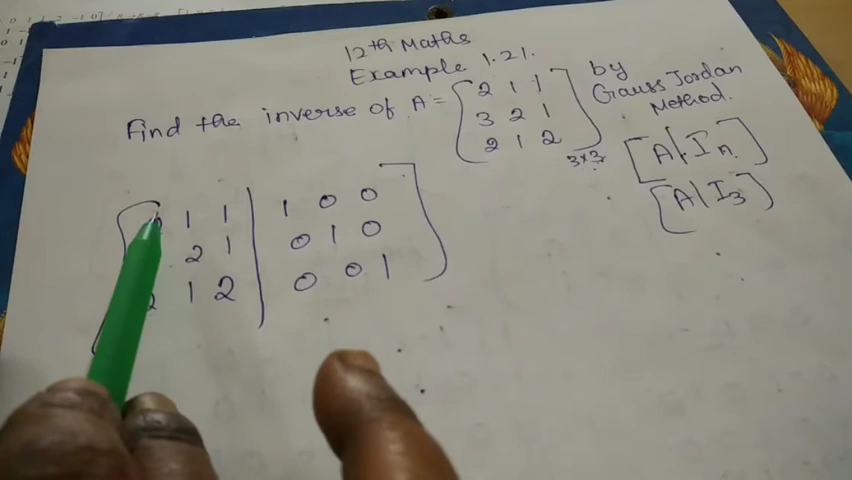 12th Maths
Example 1.21.
Find the inverse of A = [2 1 1 by
3 2 1 Gauss Jordan
2 1 2]3×3 Method.
[A|In]
[A|I3]
1 1 | 1 0 0
2 1 | 0 1 0
2 1 2 | 0 0 1